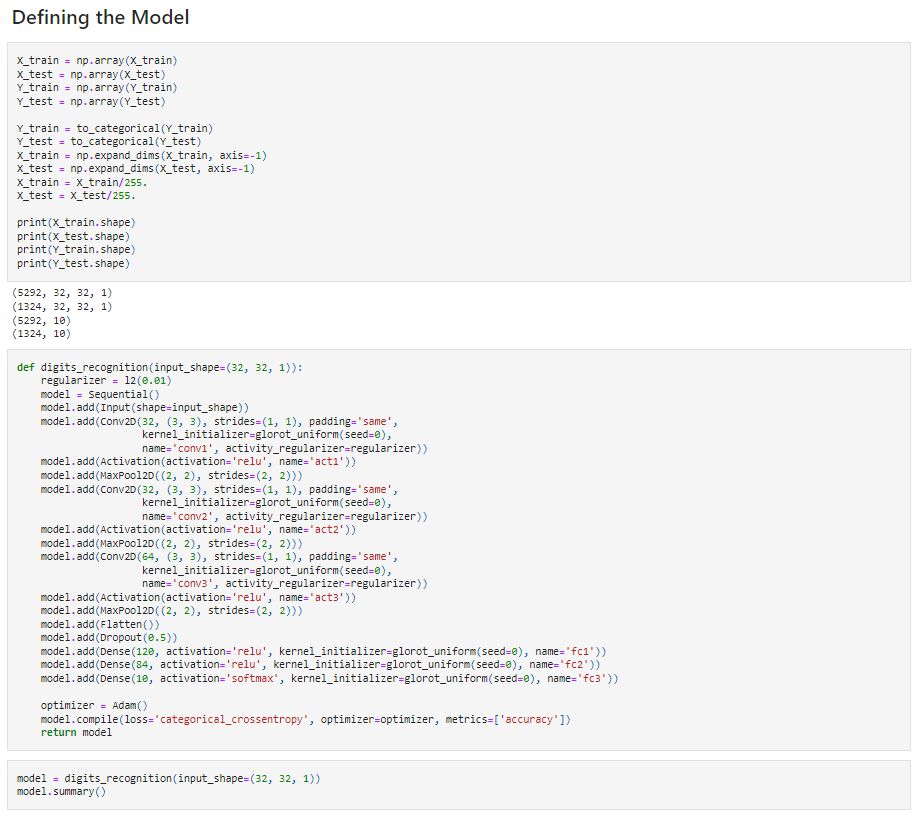 Defining the Model
X_train = np.array(X_train)
X_test = np.array(X_test)
Y_train = np.array(Y_train)
Y_test = np.array(Y_test)
Y_train = to_categorical(Y_train)
Y_test = to_categorical(Y_test)
X_train = np.expand_dims(X_train, axis=-1)
X_test = np.expand_dims(X_test, axis=-1)
X_train = X_train/255.
X_test = X_test/255.
print(X_train.shape)
print(X_test.shape)
print(Y_train.shape)
print(Y_test.shape)
(5292, 32, 32, 1)
(1324, 32, 32, 1)
(5292, 10)
(1324, 10)
def digits_recognition(input_shape=(32, 32, 1)):
    regularizer = l2(0.01)
    model = Sequential()
    model.add(Input(shape=input_shape))
    model.add(Conv2D(32, (3, 3), strides=(1, 1), padding='same',
                     kernel_initializer=glorot_uniform(seed=0),
                     name='conv1', activity_regularizer=regularizer))
    model.add(Activation(activation='relu', name='act1'))
    model.add(MaxPool2D((2, 2), strides=(2, 2)))
    model.add(Conv2D(32, (3, 3), strides=(1, 1), padding='same',
                     kernel_initializer=glorot_uniform(seed=0),
                     name='conv2', activity_regularizer=regularizer))
    model.add(Activation(activation='relu', name='act2'))
    model.add(MaxPool2D((2, 2), strides=(2, 2)))
    model.add(Conv2D(64, (3, 3), strides=(1, 1), padding='same',
                     kernel_initializer=glorot_uniform(seed=0),
                     name='conv3', activity_regularizer=regularizer))
    model.add(Activation(activation='relu', name='act3'))
    model.add(MaxPool2D((2, 2), strides=(2, 2)))
    model.add(Flatten())
    model.add(Dropout(0.5))
    model.add(Dense(120, activation='relu', kernel_initializer=glorot_uniform(seed=0), name='fc1'))
    model.add(Dense(84, activation='relu', kernel_initializer=glorot_uniform(seed=0), name='fc2'))
    model.add(Dense(10, activation='softmax', kernel_initializer=glorot_uniform(seed=0), name='fc3'))
    optimizer = Adam()
    model.compile(loss='categorical_crossentropy', optimizer=optimizer, metrics=['accuracy'])
    return model
model = digits_recognition(input_shape=(32, 32, 1))
model.summary()